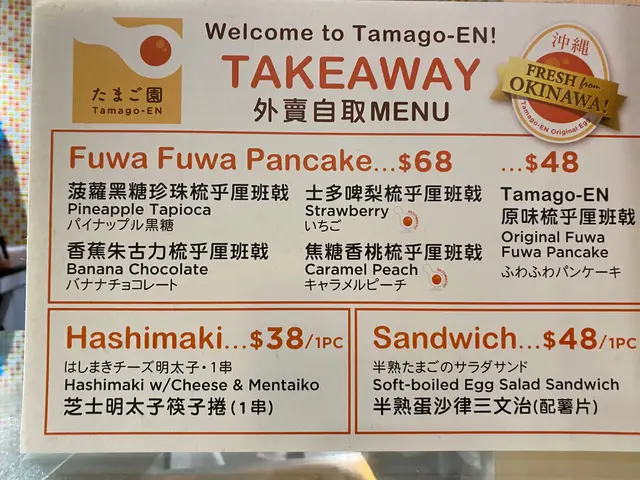 たまご園
Tamago-EN
Welcome to Tamago-EN!
TAKEAWAY
外賣自取MENU
沖縄
FRESH from
OKINAWA!
Tamago-EN Original Egg
Fuwa Fuwa Pancake...$68
菠蘿黑糖珍珠梳乎厘班戟
Pineapple Tapioca
パイナップル黒糖
士多啤梨梳乎厘班戟
Strawberry
いちご
香蕉朱古力梳乎厘班戟
Banana Chocolate
バナナチョコレート
焦糖香桃梳乎厘班戟
Caramel Peach
キャラメルピーチ
...$48
Tamago-EN
原味梳乎厘班戟
Original Fuwa
Fuwa Pancake
ふわふわパンケーキ
Hashimaki...$38/1PC
はしまきチーズ明太子・1串
Hashimaki w/Cheese & Mentaiko
芝士明太子筷子捲(1串)
Sandwich...$48/1PC
半熟たまごのサラダサンド
Soft-boiled Egg Salad Sandwich
半熟蛋沙律三文治(配薯片)